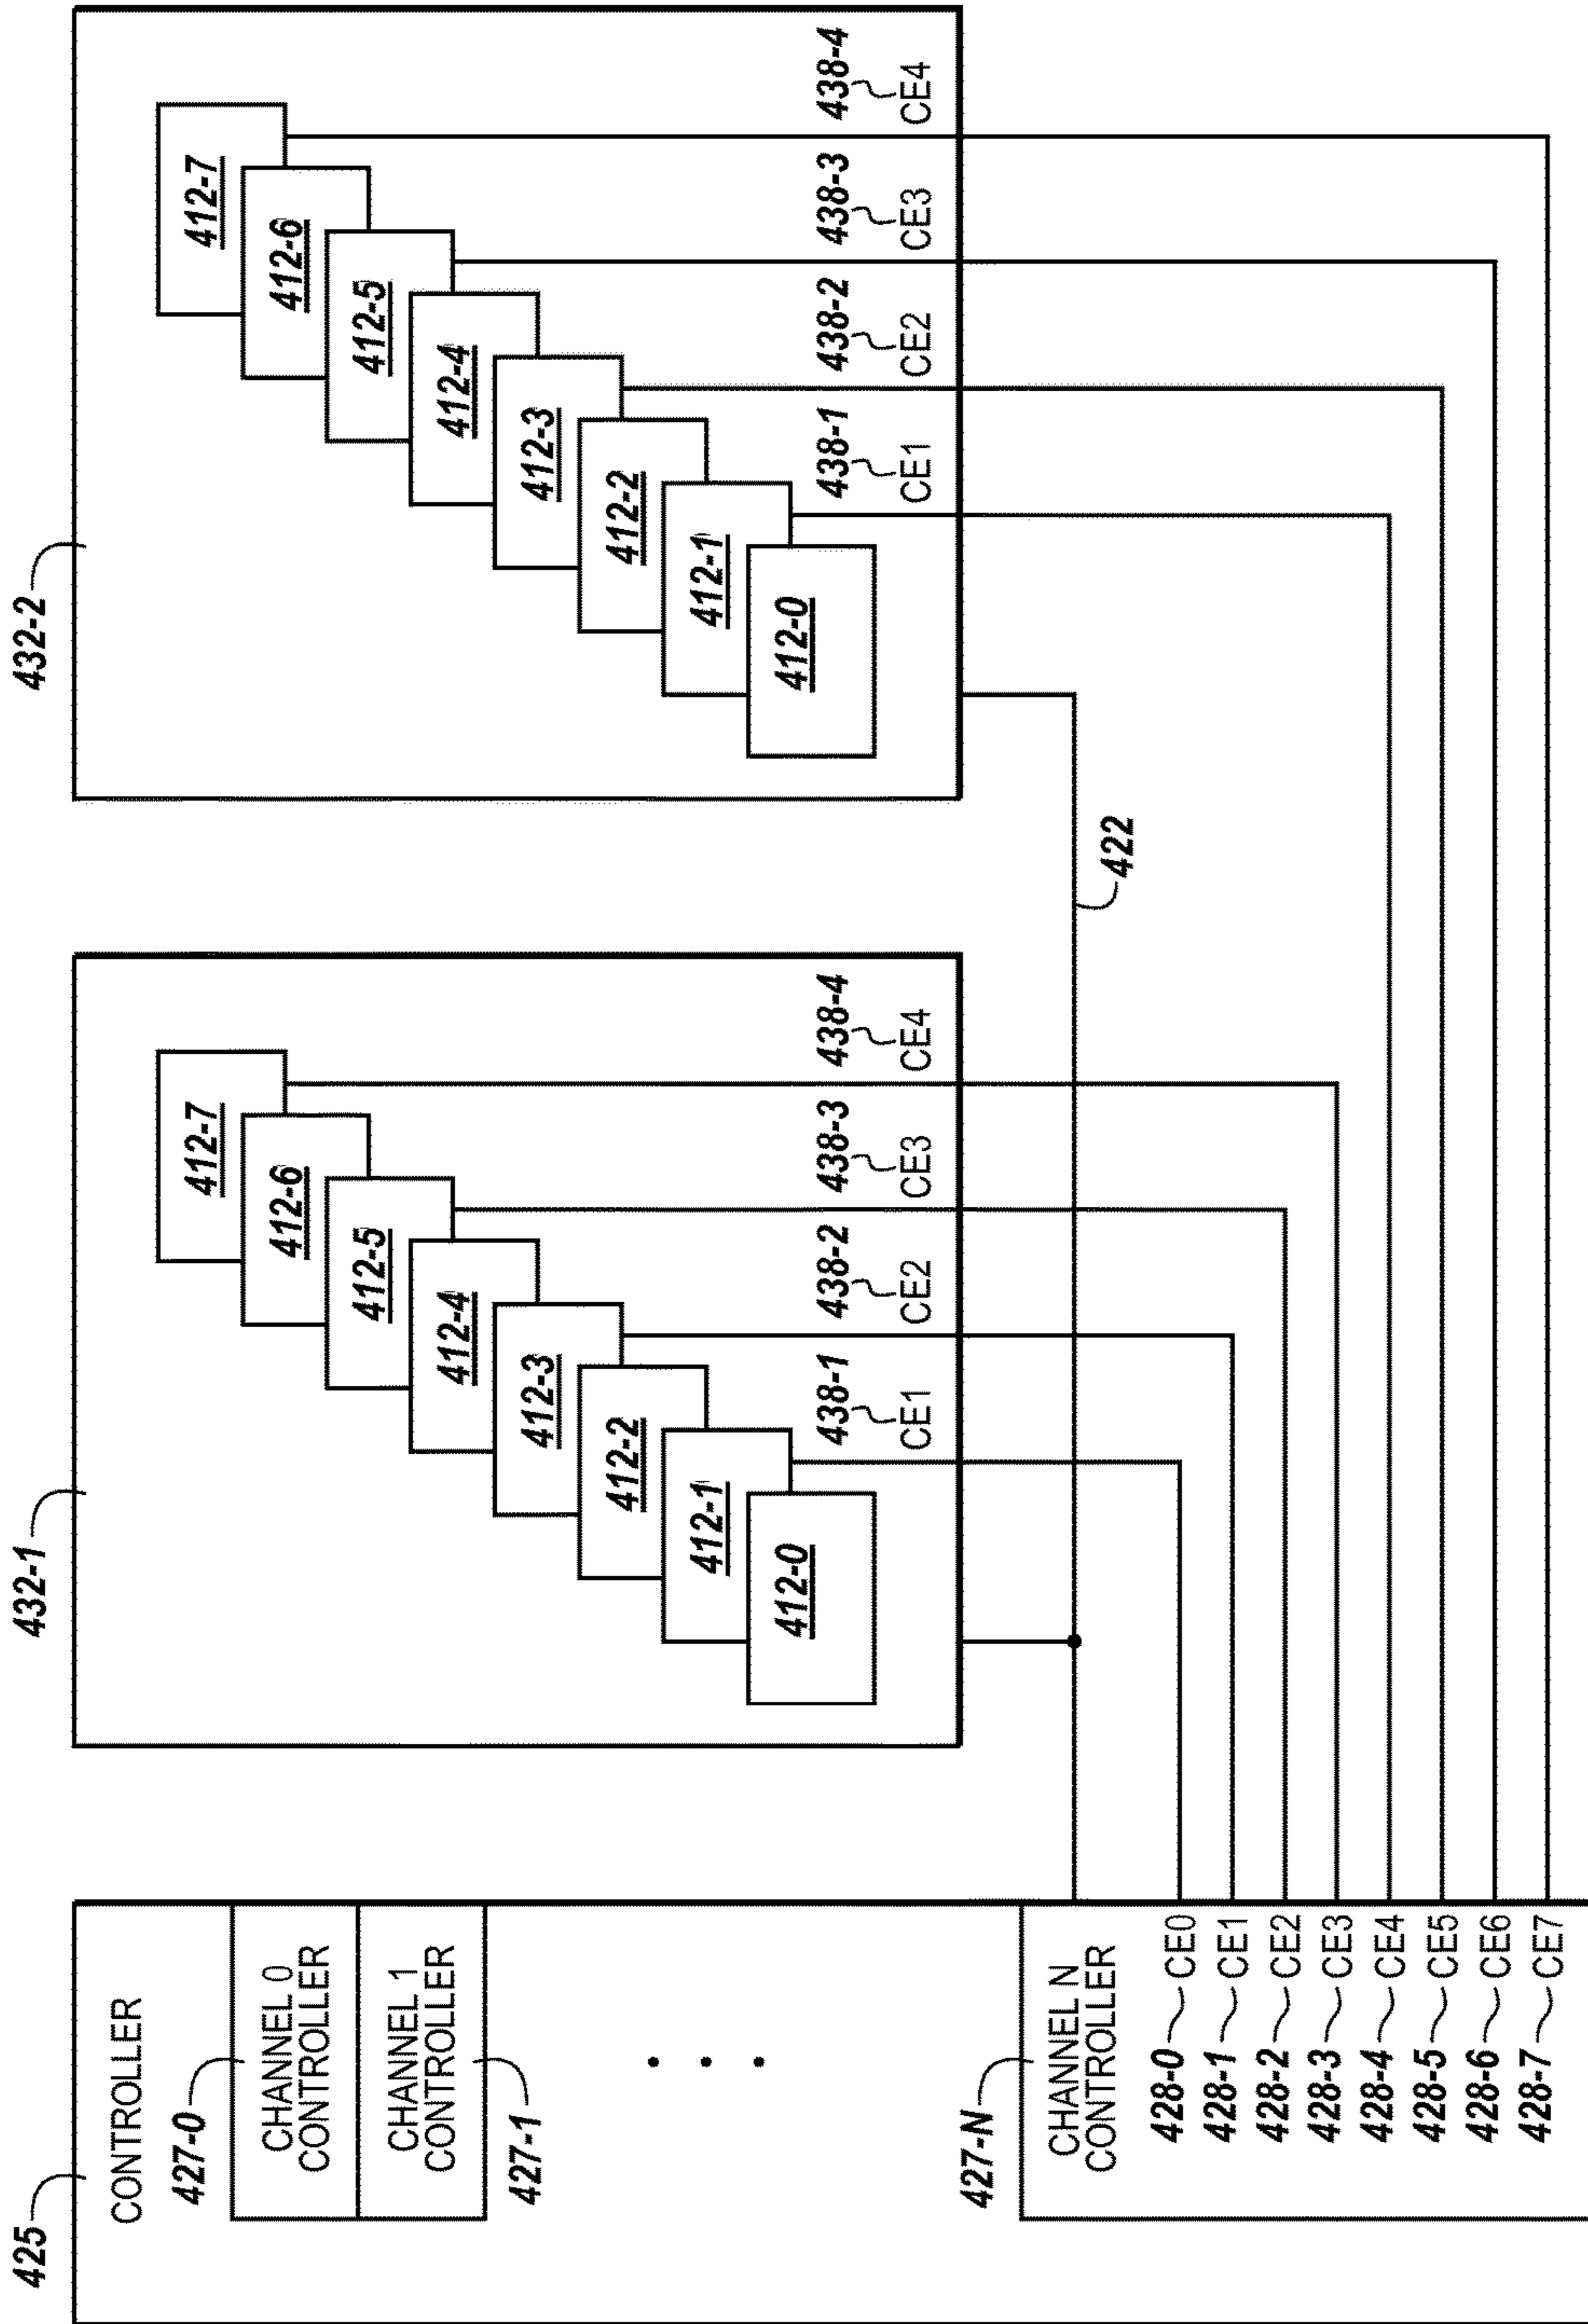 425
CONTROLLER
427-0
CHANNEL 0
CONTROLLER
CHANNEL 1
CONTROLLER
427-1
427-N
CHANNEL N
CONTROLLER
428-0 CE0
428-1 CE1
428-2 CE2
428-3 CE3
428-4 CE4
428-5 CE5
428-6 CE6
428-7 CE7
432-1
412-7
412-6
412-5
412-4
412-3
412-2
412-1
412-0
438-1
CE1
438-2
CE2
438-3
CE3
438-4
CE4
422
432-2
412-7
412-6
412-5
412-4
412-3
412-2
412-1
412-0
438-1
CE1
438-2
CE2
438-3
CE3
438-4
CE4